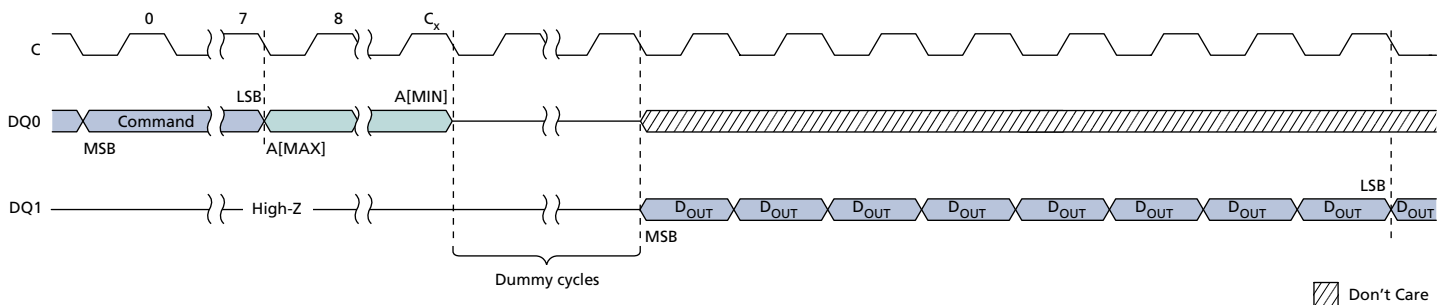 0 7 8 Cx
C
LSB A[MIN]
DQ0 Command
MSB A[MAX]
LSB
DQ1 High-Z DOUT DOUT DOUT DOUT DOUT DOUT DOUT DOUT DOUT
MSB
Dummy cycles
Don't Care